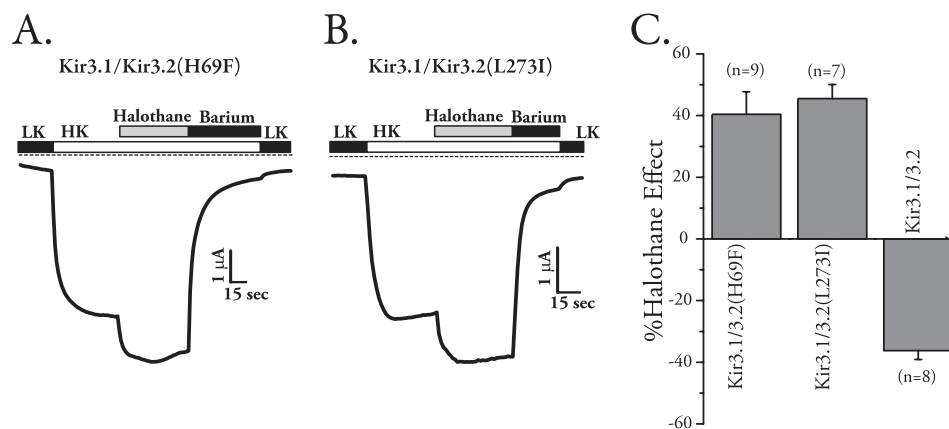 A.
Kir3.1/Kir3.2(H69F)
Halothane Barium
LK HK LK
1 µA
15 sec
B.
Kir3.1/Kir3.2(L273I)
Halothane Barium
LK HK LK
1 µA
15 sec
C.
%Halothane Effect
60
40
20
0
-20
-40
-60
(n=9)
(n=7)
(n=8)
Kir3.1/3.2(H69F)
Kir3.1/3.2(L273I)
Kir3.1/3.2